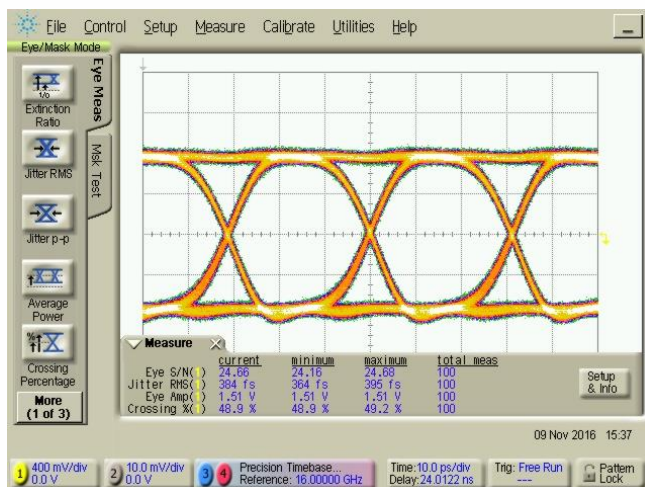 File Control Setup Measure Calibrate Utilities Help
Eye/Mask Mode
Eye Meas
Msk Test
Extinction
Ratio
Jitter RMS
Jitter p-p
Average
Power
Crossing
Percentage
More
(1 of 3)
Measure
current minimum maximum total meas
Eye S/N(1) 24.66 24.16 24.68 100
Jitter RMS(1) 384 fs 364 fs 395 fs 100
Eye Amp(1) 1.51 V 1.51 V 1.51 V 100
Crossing %(1) 48.9 % 48.9 % 49.2 % 100
Setup
& Info
09 Nov 2016 15:37
1 400 mV/div
0.0 V
2 10.0 mV/div
0.0 V
3 4 Precision Timebase...
Reference: 16.00000 GHz
Time:10.0 ps/div
Delay:24.0122 ns
Trig: Free Run
---
Pattern
Lock